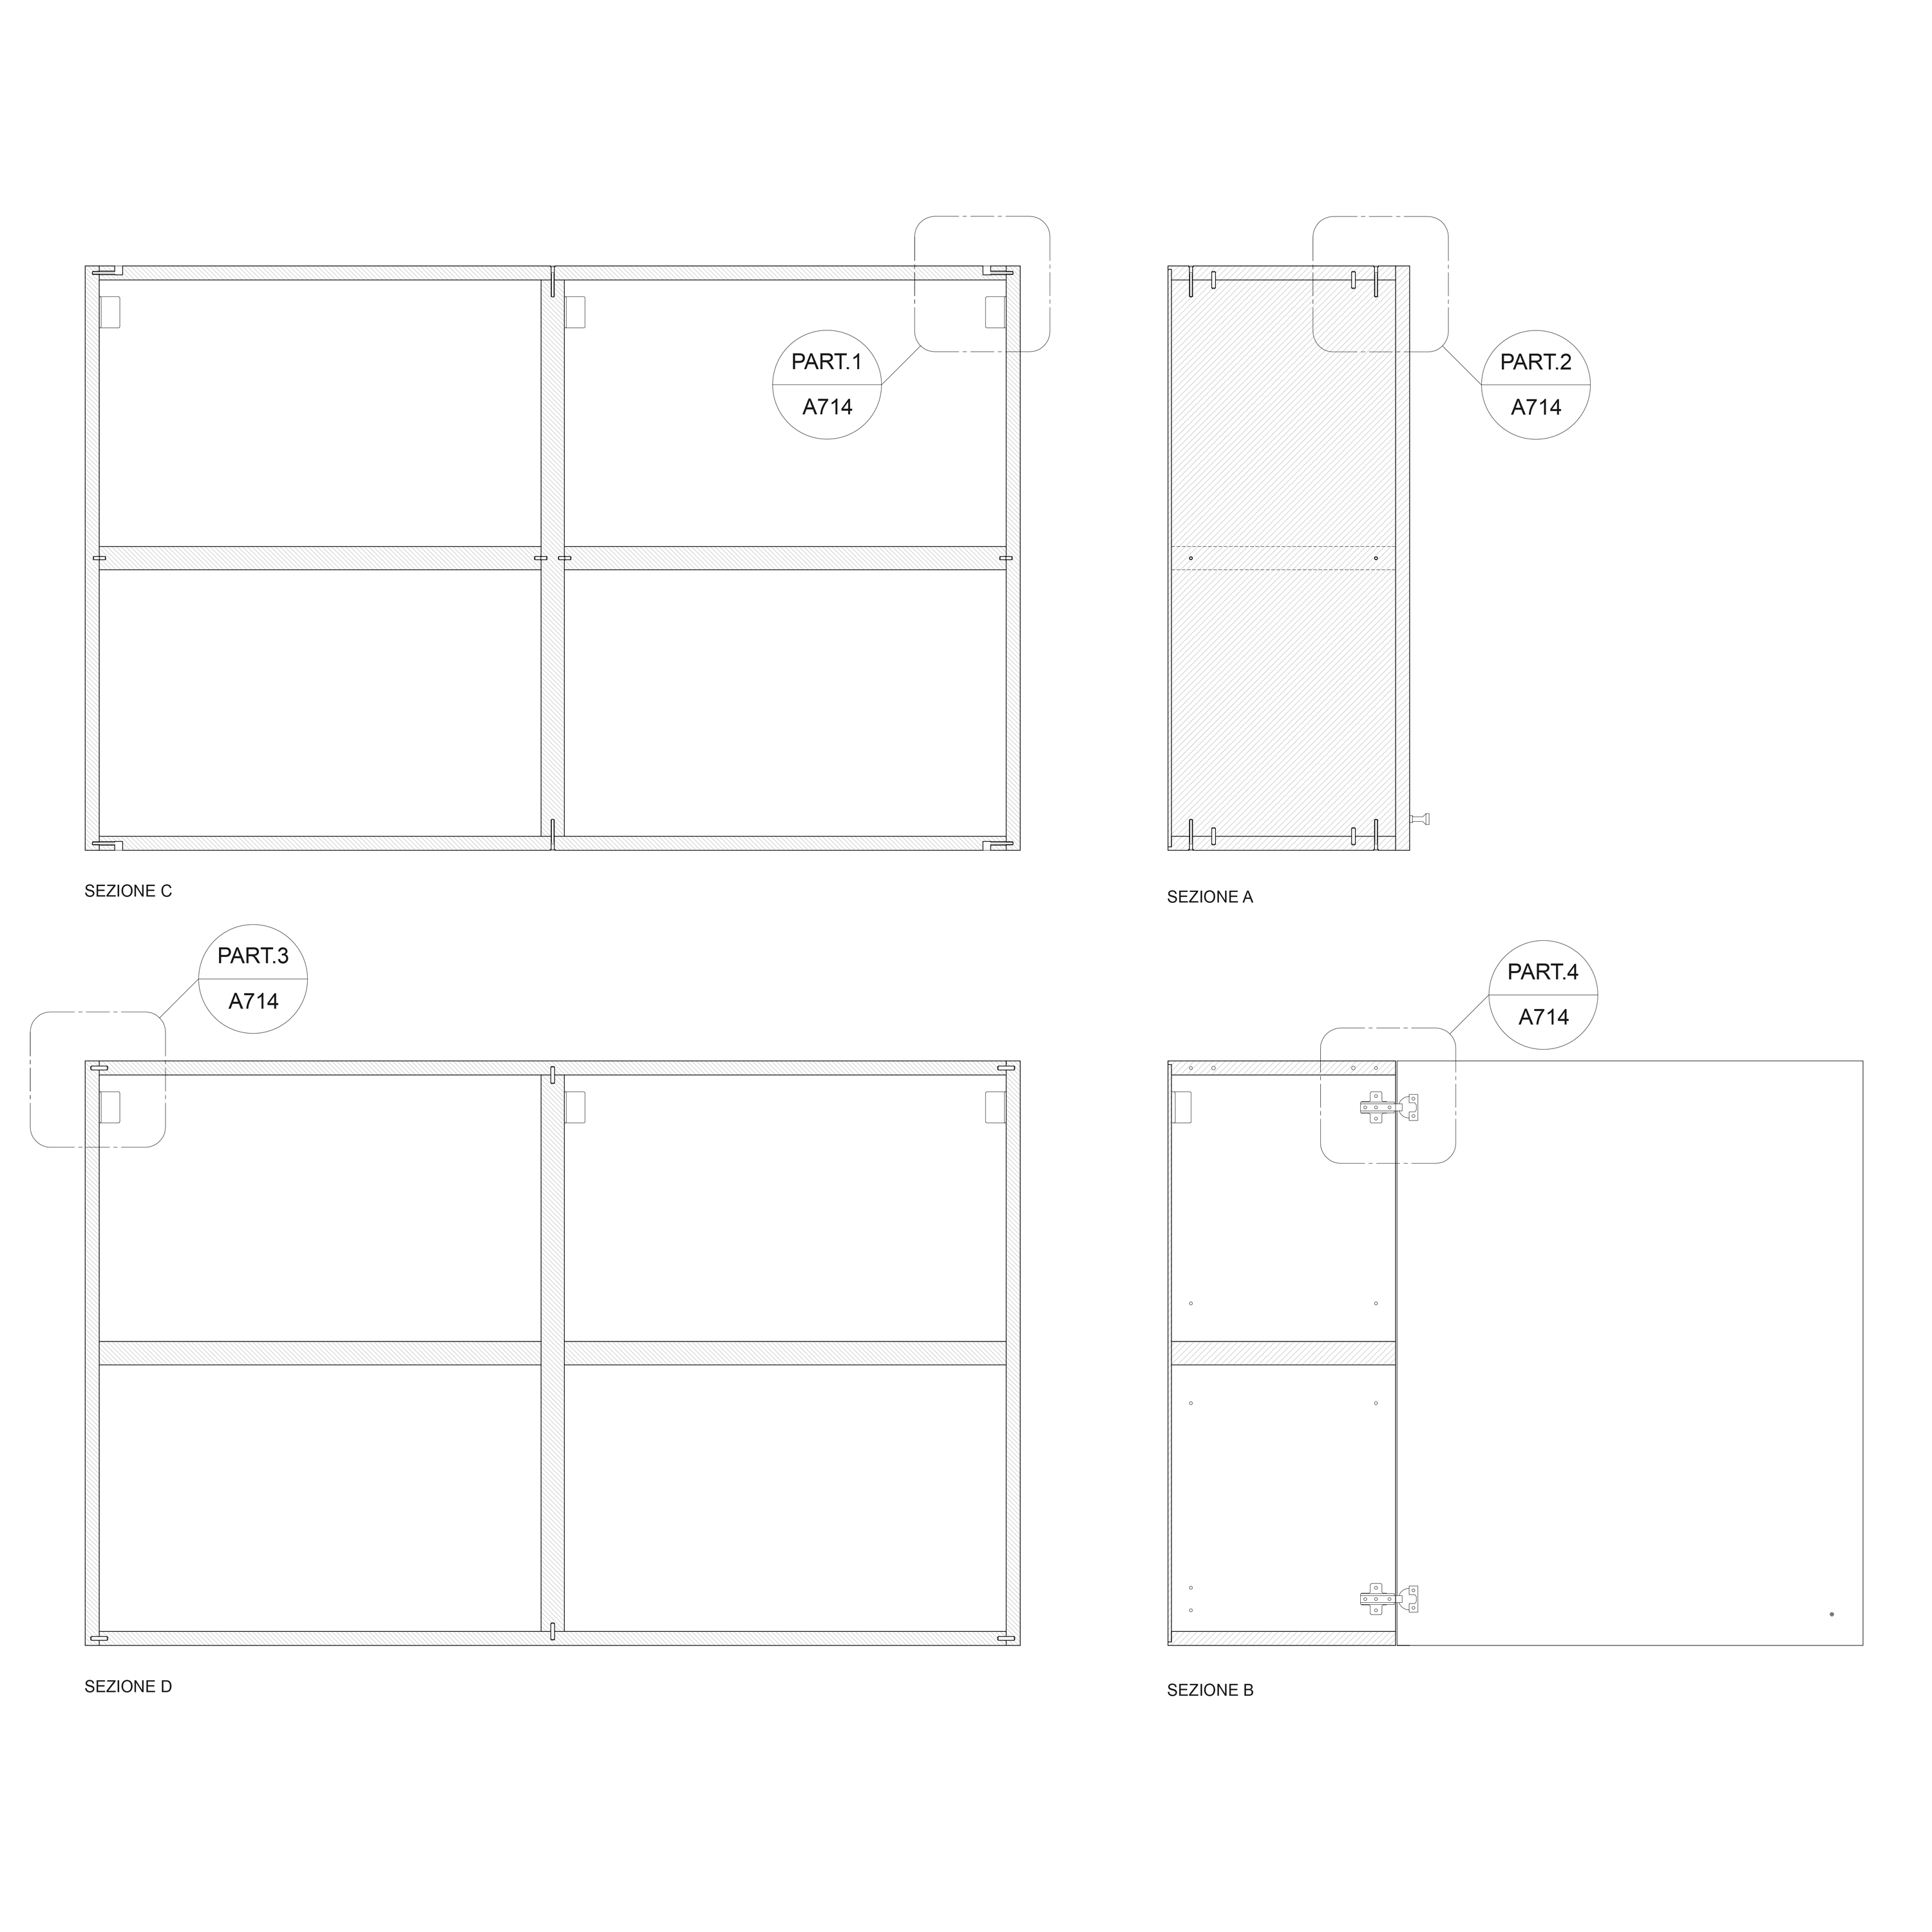 PART.1
A714
PART.2
A714
SEZIONE C
SEZIONE A
PART.3
A714
PART.4
A714
SEZIONE D
SEZIONE B